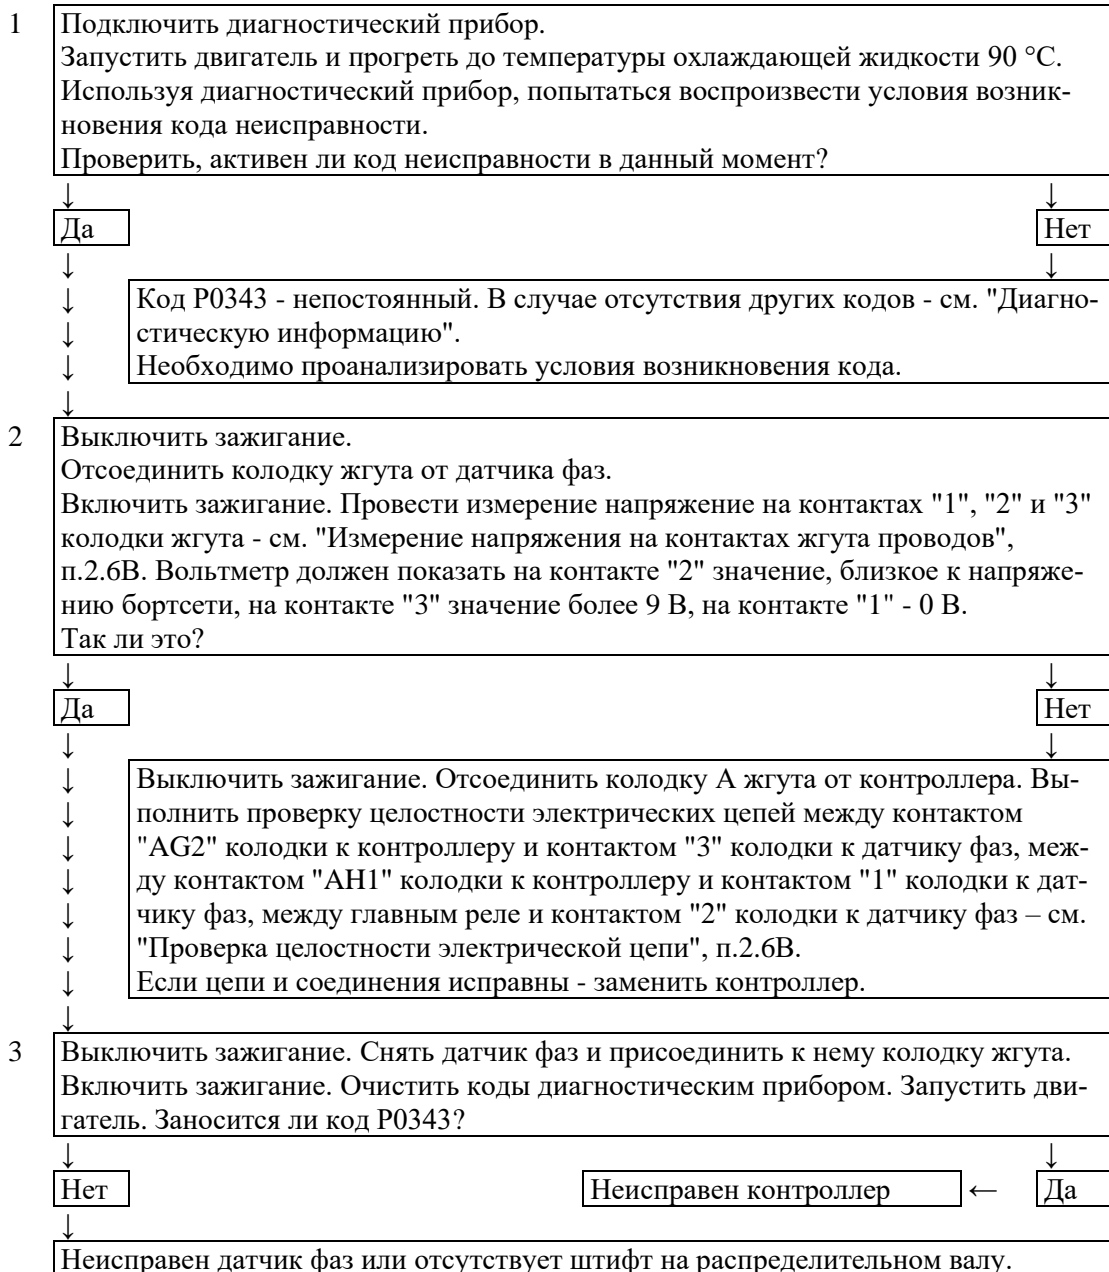 1 Подключить диагностический прибор.
Запустить двигатель и прогреть до температуры охлаждающей жидкости 90 °С.
Используя диагностический прибор, попытаться воспроизвести условия возник-
новения кода неисправности.
Проверить, активен ли код неисправности в данный момент?
↓ ↓
Да Нет
↓ ↓
↓ Код Р0343 - непостоянный. В случае отсутствия других кодов - см. "Диагно-
↓ стическую информацию".
↓ Необходимо проанализировать условия возникновения кода.
↓
2 Выключить зажигание.
Отсоединить колодку жгута от датчика фаз.
Включить зажигание. Провести измерение напряжение на контактах "1", "2" и "3"
колодки жгута - см. "Измерение напряжения на контактах жгута проводов",
п.2.6В. Вольтметр должен показать на контакте "2" значение, близкое к напряже-
нию бортсети, на контакте "3" значение более 9 В, на контакте "1" - 0 В.
Так ли это?
↓ ↓
Да Нет
↓ ↓
↓ Выключить зажигание. Отсоединить колодку А жгута от контроллера. Вы-
↓ полнить проверку целостности электрических цепей между контактом
↓ "AG2" колодки к контроллеру и контактом "3" колодки к датчику фаз, меж-
↓ ду контактом "АН1" колодки к контроллеру и контактом "1" колодки к дат-
↓ чику фаз, между главным реле и контактом "2" колодки к датчику фаз – см.
↓ "Проверка целостности электрической цепи", п.2.6В.
↓ Если цепи и соединения исправны - заменить контроллер.
↓
3 Выключить зажигание. Снять датчик фаз и присоединить к нему колодку жгута.
Включить зажигание. Очистить коды диагностическим прибором. Запустить дви-
гатель. Заносится ли код Р0343?
↓ ↓
Нет Неисправен контроллер ← Да
↓
Неисправен датчик фаз или отсутствует штифт на распределительном валу.